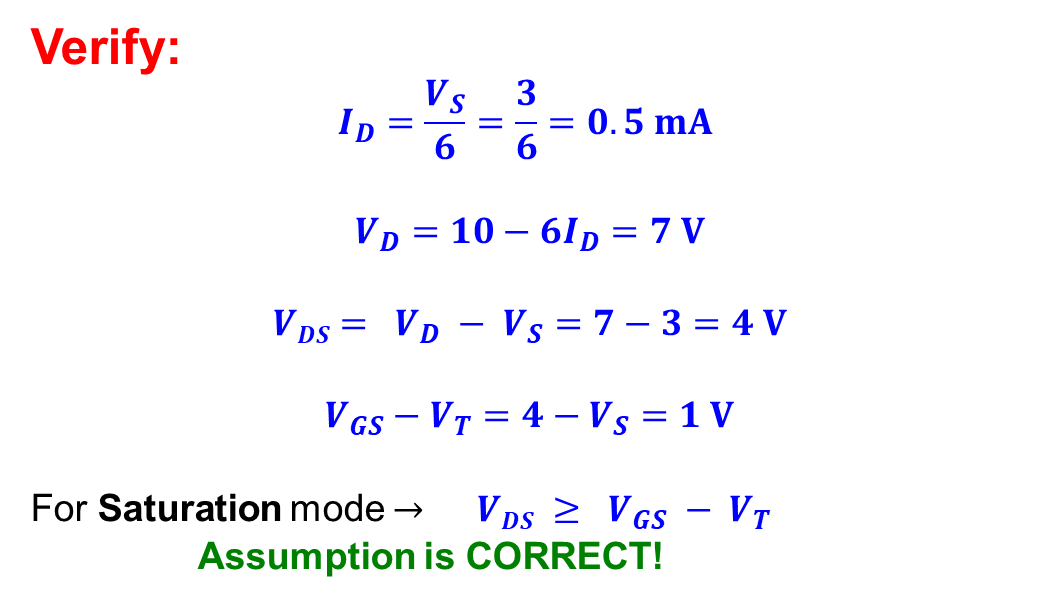 Verify:
I_D = V_S/6 = 3/6 = 0.5 mA
V_D = 10 − 6I_D = 7 V
V_DS = V_D − V_S = 7 − 3 = 4 V
V_GS − V_T = 4 − V_S = 1 V
For Saturation mode → V_DS ≥ V_GS − V_T
Assumption is CORRECT!